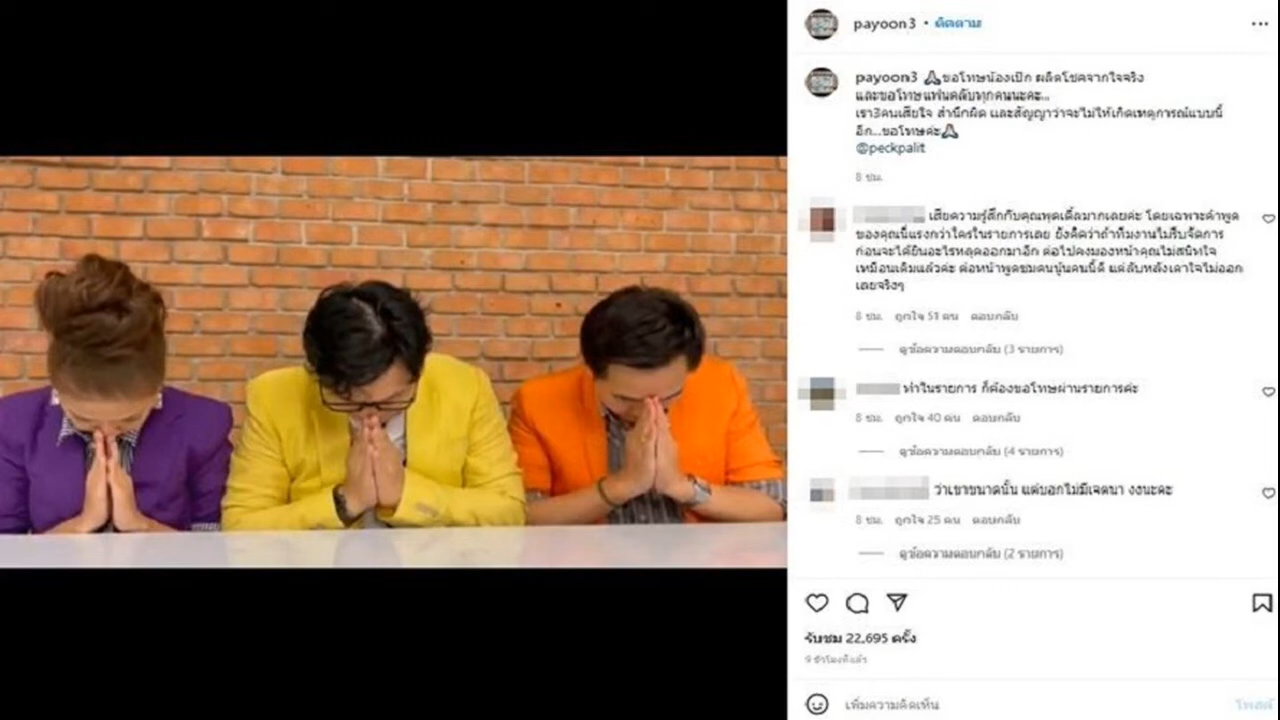 payoon3 • ติดตาม
payoon3 🙏ขอโทษน้องเป๊ก ผลิตโชคจากใจจริง
และขอโทษแฟนคลับทุกคนนะคะ...
เรา3คนเสียใจ สำนึกผิด และสัญญาว่าจะไม่ให้เกิดเหตุการณ์แบบนี้
อีก...ขอโทษค่ะ🙏
@peckpalit
8 ชม.
เสียความรู้สึกกับคุณพุดเดิ้ลมากเลยค่ะ โดยเฉพาะคำพูด
ของคุณนี่แรงกว่าใครในรายการเลย ยังคิดว่าถ้าทีมงานไม่รีบจัดการ
ก่อนจะได้ยินอะไรหลุดออกมาอีก ต่อไปคงมองหน้าคุณไม่สนิทใจ
เหมือนเดิมแล้วค่ะ ต่อหน้าพูดชมคนนู้นคนนี้ดี แต่ลับหลังเดาใจไม่ออก
เลยจริงๆ
8 ชม. ถูกใจ 51 คน ตอบกลับ
ดูข้อความตอบกลับ (3 รายการ)
ทำในรายการ ก็ต้องขอโทษผ่านรายการค่ะ
8 ชม. ถูกใจ 40 คน ตอบกลับ
ดูข้อความตอบกลับ (4 รายการ)
ว่าเขาขนาดนั้น แต่บอกไม่มีเจตนา งงนะคะ
8 ชม. ถูกใจ 25 คน ตอบกลับ
ดูข้อความตอบกลับ (2 รายการ)
รับชม 22,695 ครั้ง
9 ชั่วโมงที่แล้ว
เพิ่มความคิดเห็น
โพสต์